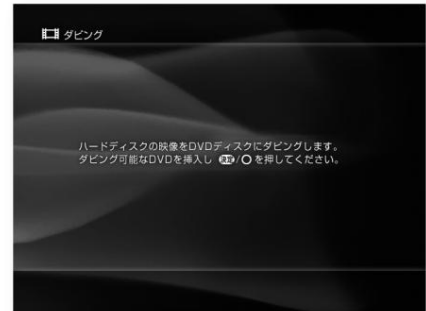 ダビング
ハードディスクの映像をDVDディスクにダビングします。
ダビング可能なDVDを挿入し 決定/○ を押してください。